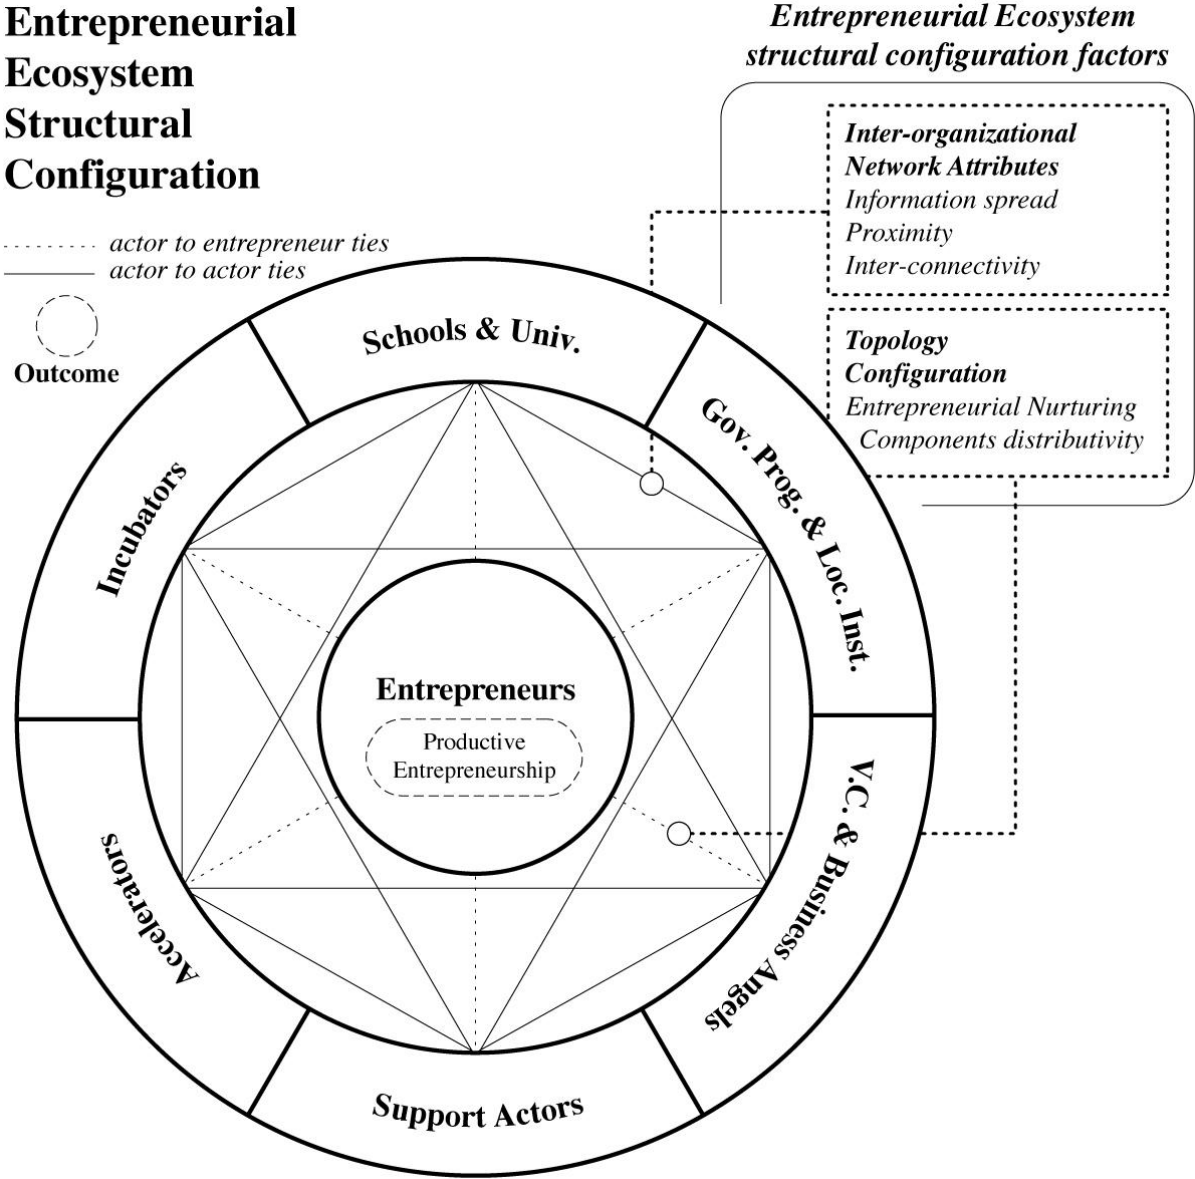 Entrepreneurial
Ecosystem
Structural
Configuration
actor to entrepreneur ties
actor to actor ties
Outcome
Entrepreneurial Ecosystem
structural configuration factors
Inter-organizational
Network Attributes
Information spread
Proximity
Inter-connectivity
Topology
Configuration
Entrepreneurial Nurturing
Components distributivity
Schools & Univ.
Gov. Prog. & Loc. Inst.
Incubators
Entrepreneurs
Productive
Entrepreneurship
V.C. & Business Angels
Accelerators
Support Actors